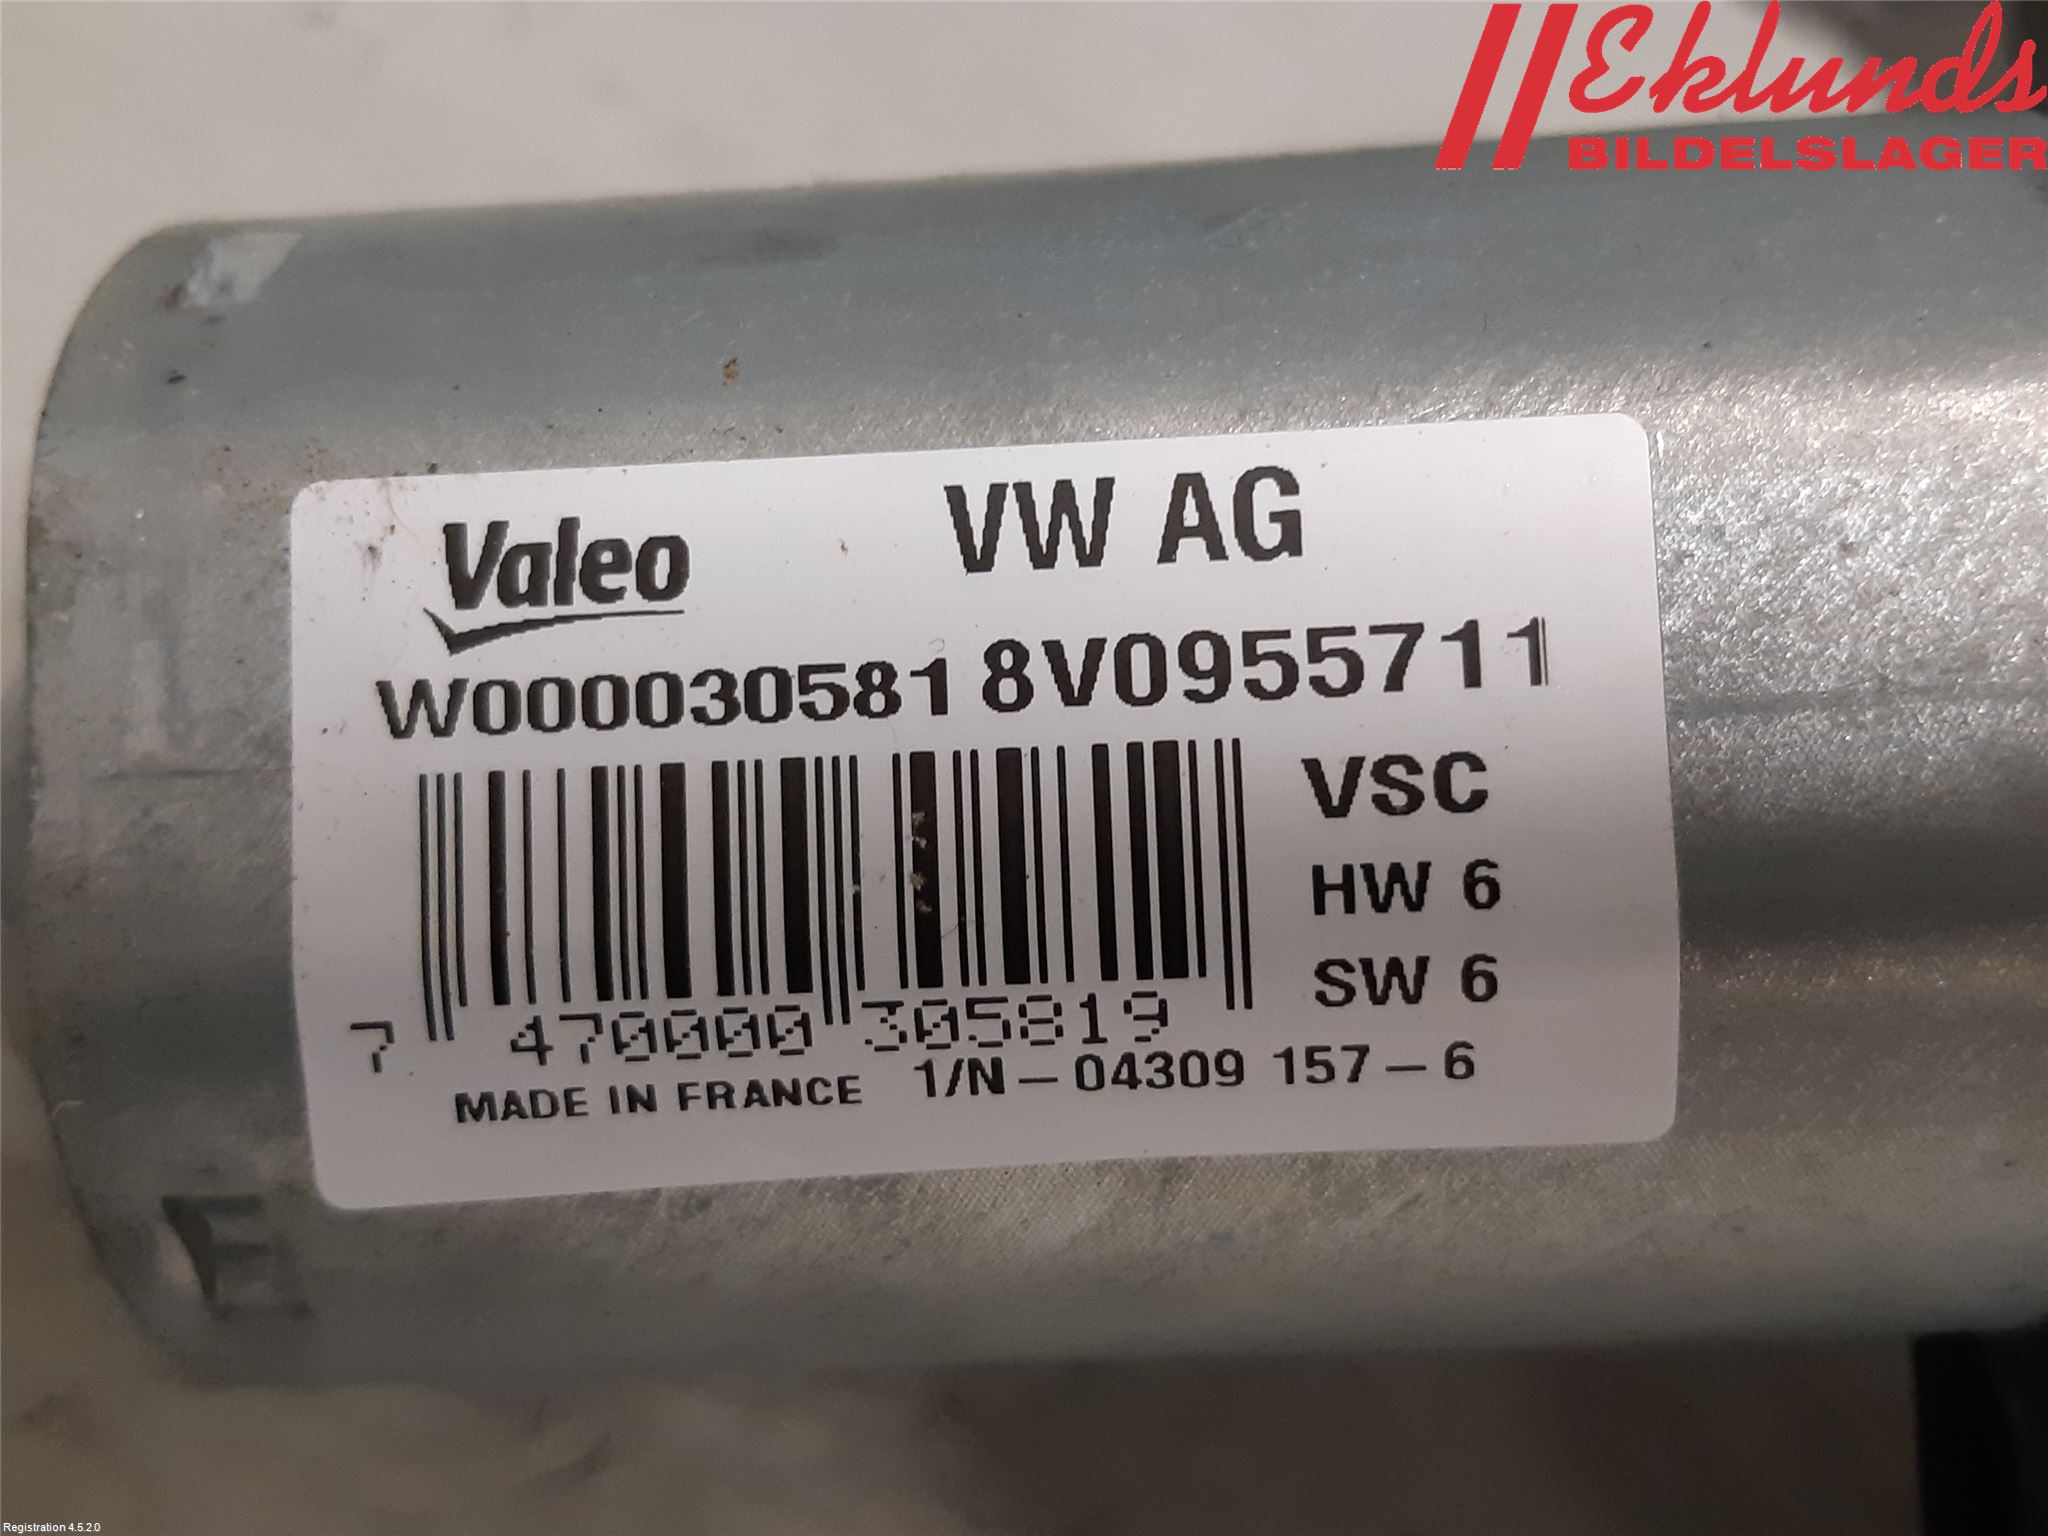 Eklunds
BILDELSLAGER
Valeo VW AG
W000030581 8V0955711
VSC
HW 6
SW 6
7 470000 305819
MADE IN FRANCE 1/N - 04309 157 - 6
Registration 4.5.2.0